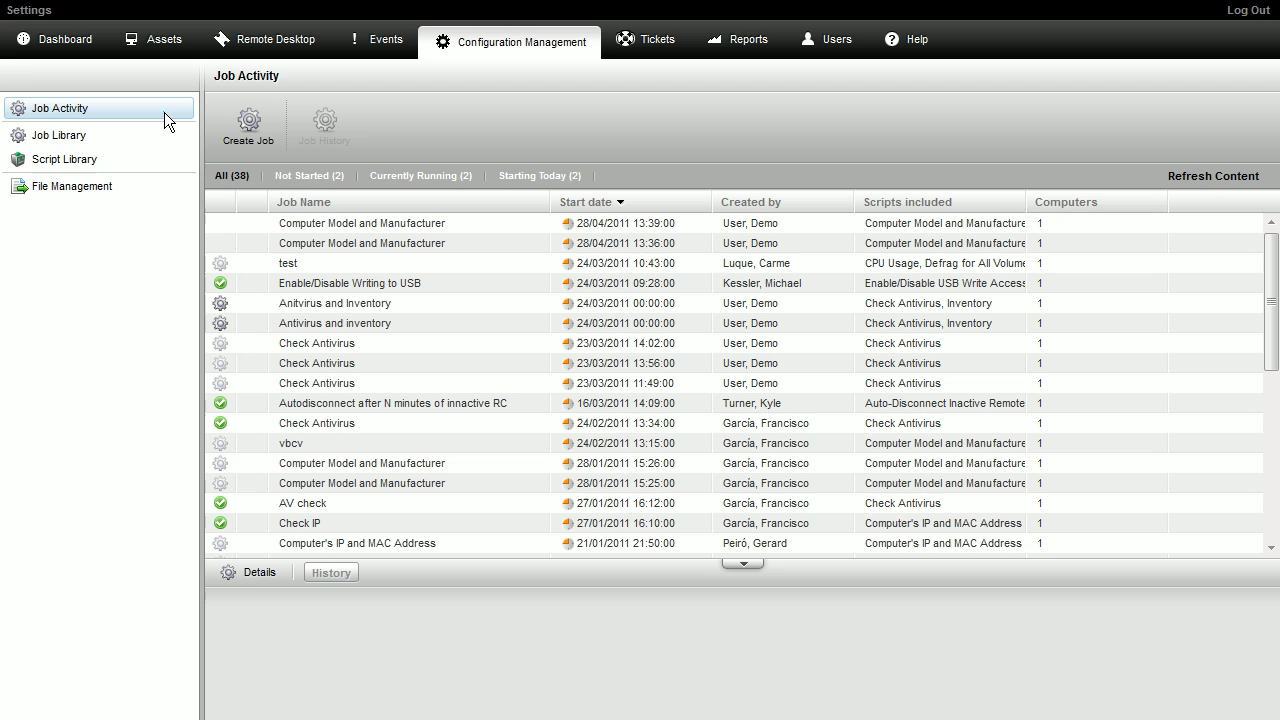 Settings Log Out
Dashboard Assets Remote Desktop Events Configuration Management Tickets Reports Users Help
Job Activity
Job Activity
Job Library
Script Library
File Management
Create Job Job History
All (38) Not Started (2) Currently Running (2) Starting Today (2) Refresh Content
Job Name Start date Created by Scripts included Computers
Computer Model and Manufacturer 28/04/2011 13:39:00 User, Demo Computer Model and Manufacture 1
Computer Model and Manufacturer 28/04/2011 13:36:00 User, Demo Computer Model and Manufacture 1
test 24/03/2011 10:43:00 Luque, Carme CPU Usage, Defrag for All Volume 1
Enable/Disable Writing to USB 24/03/2011 09:28:00 Kessler, Michael Enable/Disable USB Write Access 1
Anitvirus and Inventory 24/03/2011 00:00:00 User, Demo Check Antivirus, Inventory 1
Antivirus and inventory 24/03/2011 00:00:00 User, Demo Check Antivirus, Inventory 1
Check Antivirus 23/03/2011 14:02:00 User, Demo Check Antivirus 1
Check Antivirus 23/03/2011 13:56:00 User, Demo Check Antivirus 1
Check Antivirus 23/03/2011 11:49:00 User, Demo Check Antivirus 1
Autodisconnect after N minutes of innactive RC 16/03/2011 14:09:00 Turner, Kyle Auto-Disconnect Inactive Remote 1
Check Antivirus 24/02/2011 13:34:00 García, Francisco Check Antivirus 1
vbcv 24/02/2011 13:15:00 García, Francisco Computer Model and Manufacture 1
Computer Model and Manufacturer 28/01/2011 15:26:00 García, Francisco Computer Model and Manufacture 1
Computer Model and Manufacturer 28/01/2011 15:25:00 García, Francisco Computer Model and Manufacture 1
AV check 27/01/2011 16:12:00 García, Francisco Check Antivirus 1
Check IP 27/01/2011 16:10:00 García, Francisco Computer's IP and MAC Address 1
Computer's IP and MAC Address 21/01/2011 21:50:00 Peiró, Gerard Computer's IP and MAC Address 1
Details History